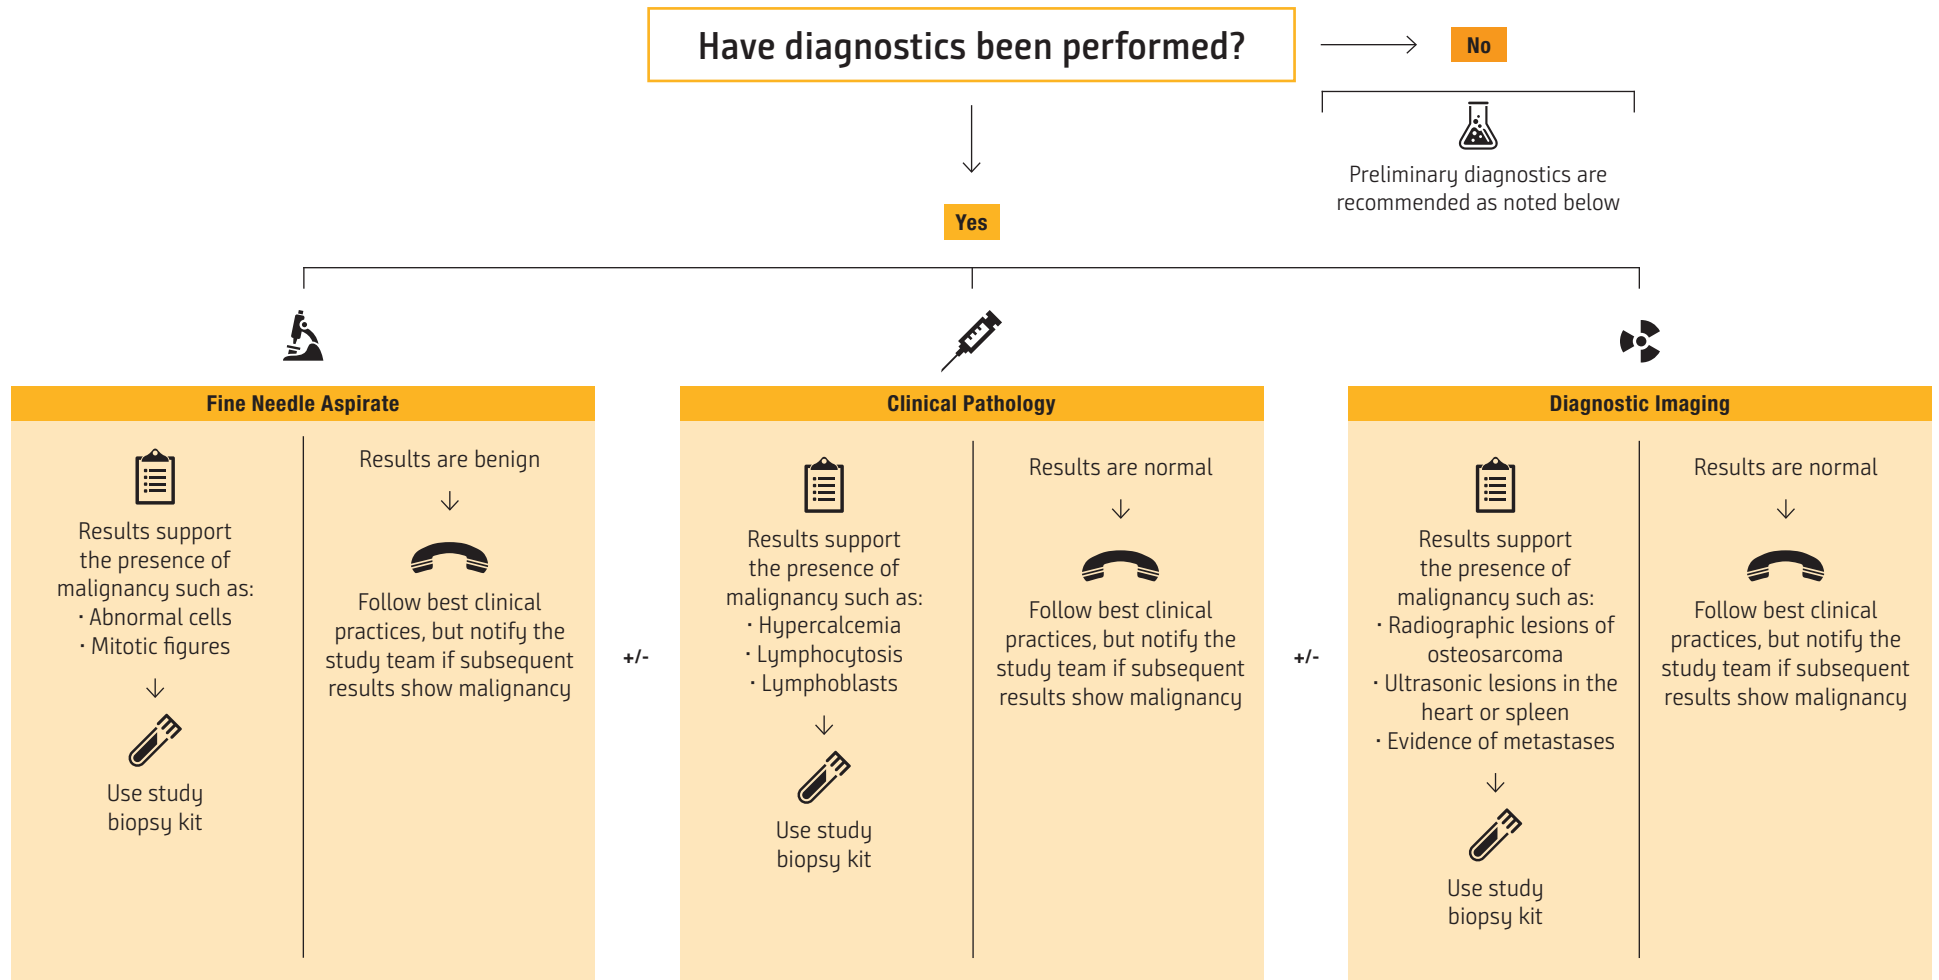 Have diagnostics been performed?
No
Preliminary diagnostics are
recommended as noted below
Yes
Fine Needle Aspirate
Results support
the presence of
malignancy such as:
· Abnormal cells
· Mitotic figures
Use study
biopsy kit
Results are benign
Follow best clinical
practices, but notify the
study team if subsequent
results show malignancy
+/-
Clinical Pathology
Results support
the presence of
malignancy such as:
· Hypercalcemia
· Lymphocytosis
· Lymphoblasts
Use study
biopsy kit
Results are normal
Follow best clinical
practices, but notify the
study team if subsequent
results show malignancy
+/-
Diagnostic Imaging
Results support
the presence of
malignancy such as:
· Radiographic lesions of
osteosarcoma
· Ultrasonic lesions in the
heart or spleen
· Evidence of metastases
Use study
biopsy kit
Results are normal
Follow best clinical
practices, but notify the
study team if subsequent
results show malignancy